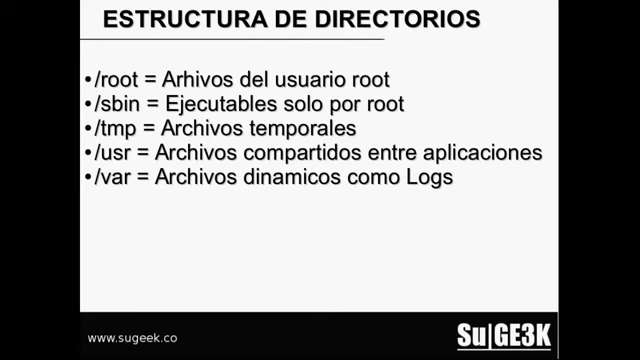 ESTRUCTURA DE DIRECTORIOS
•/root = Arhivos del usuario root
•/sbin = Ejecutables solo por root
•/tmp = Archivos temporales
•/usr = Archivos compartidos entre aplicaciones
•/var = Archivos dinamicos como Logs
www.sugeek.co
Su|GE3K